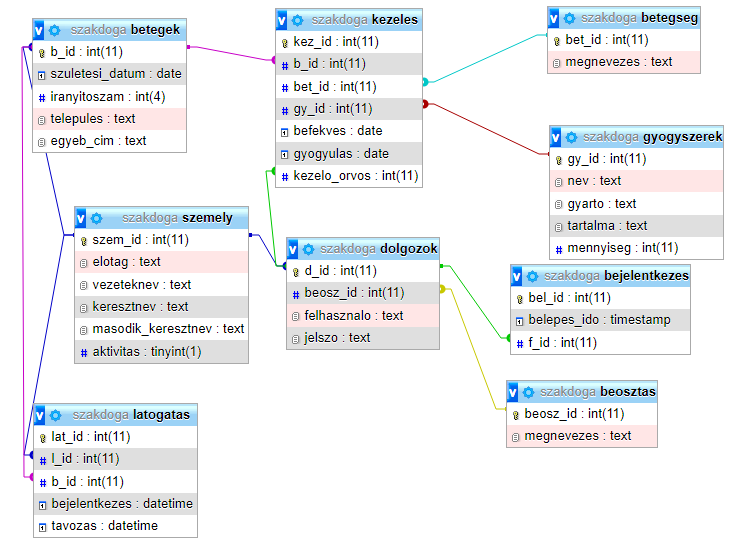 szakdoga betegek
b_id : int(11)
szuletesi_datum : date
iranyitoszam : int(4)
telepules : text
egyeb_cim : text
szakdoga kezeles
kez_id : int(11)
b_id : int(11)
bet_id : int(11)
gy_id : int(11)
befekves : date
gyogyulas : date
kezelo_orvos : int(11)
szakdoga betegseg
bet_id : int(11)
megnevezes : text
szakdoga gyogyszerek
gy_id : int(11)
nev : text
gyarto : text
tartalma : text
mennyiseg : int(11)
szakdoga szemely
szem_id : int(11)
elotag : text
vezeteknev : text
keresztnev : text
masodik_keresztnev : text
aktivitas : tinyint(1)
szakdoga dolgozok
d_id : int(11)
beosz_id : int(11)
felhasznalo : text
jelszo : text
szakdoga bejelentkezes
bel_id : int(11)
belepes_ido : timestamp
f_id : int(11)
szakdoga beosztas
beosz_id : int(11)
megnevezes : text
szakdoga latogatas
lat_id : int(11)
l_id : int(11)
b_id : int(11)
bejelentkezes : datetime
tavozas : datetime